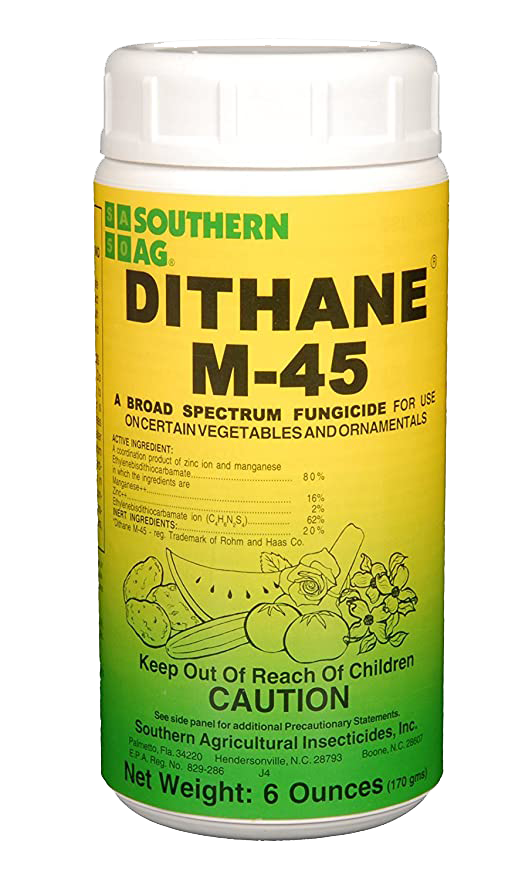 SA SOUTHERN
SO AG®
DITHANE®
M-45
A BROAD SPECTRUM FUNGICIDE FOR USE
ON CERTAIN VEGETABLES AND ORNAMENTALS
ACTIVE INGREDIENT:
A coordination product of zinc ion and manganese
Ethylenebisdithiocarbamate 80%
in which the ingredients are
Manganese++ 16%
Zinc++ 2%
Ethylenebisdithiocarbamate ion (C₄H₆N₂S₄) 62%
INERT INGREDIENTS: 20%
*Dithane M-45 - reg. Trademark of Rohm and Haas Co.
Keep Out Of Reach Of Children
CAUTION
See side panel for additional Precautionary Statements.
Southern Agricultural Insecticides, Inc.
Palmetto, Fla. 34220 Hendersonville, N.C. 28793 Boone, N.C. 28607
E.P.A. Reg. No. 829-286 J4
Net Weight: 6 Ounces (170 gms)